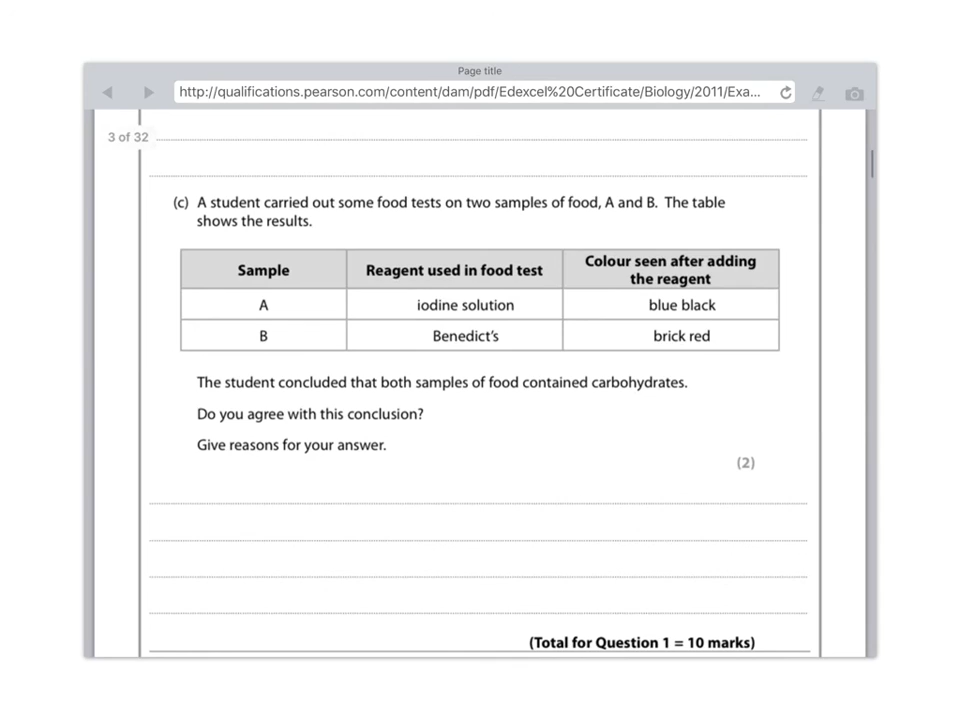 Page title
http://qualifications.pearson.com/content/dam/pdf/Edexcel%20Certificate/Biology/2011/Exa...
3 of 32
(c) A student carried out some food tests on two samples of food, A and B. The table
shows the results.
Sample Reagent used in food test Colour seen after adding
the reagent
A iodine solution blue black
B Benedict's brick red
The student concluded that both samples of food contained carbohydrates.
Do you agree with this conclusion?
Give reasons for your answer.
(2)
(Total for Question 1 = 10 marks)